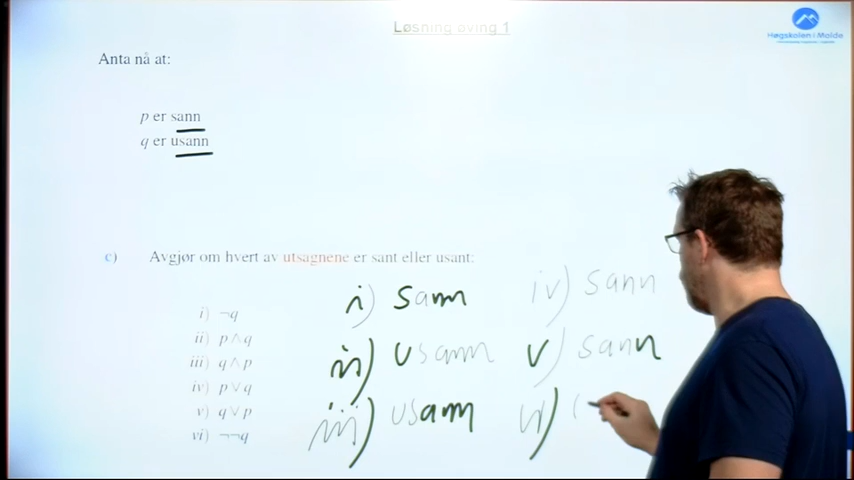 Løsning øving 1
Høgskolen i Molde
Anta nå at:
p er sann
q er usann
c) Avgjør om hvert av utsagnene er sant eller usant:
i) ¬q
ii) p∧q
iii) q∧p
iv) p∨q
v) q∨p
vi) ¬¬q
i) sann
ii) usann
iii) usann
iv) sann
v) sann
vi)